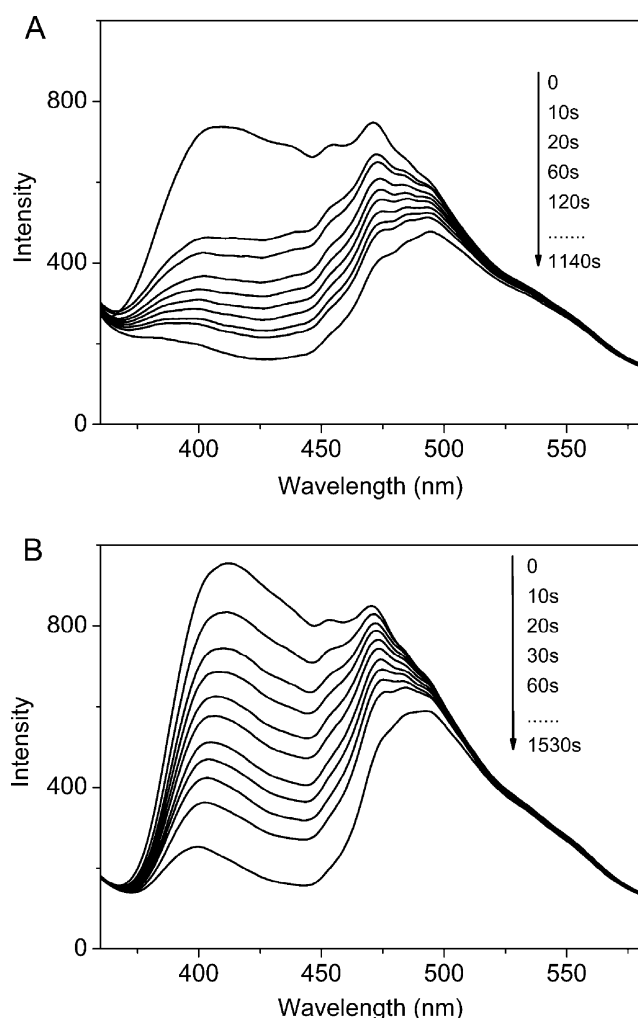 A
800
400
0
Intensity
0
10s
20s
60s
120s
.......
1140s
400
450
500
550
Wavelength (nm)
B
800
400
0
Intensity
0
10s
20s
30s
60s
......
1530s
400
450
500
550
Wavelength (nm)